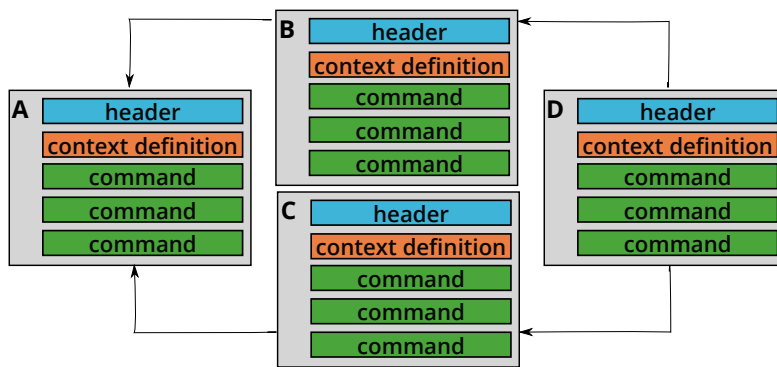 A
header
context definition
command
command
command
B
header
context definition
command
command
command
C
header
context definition
command
command
command
D
header
context definition
command
command
command